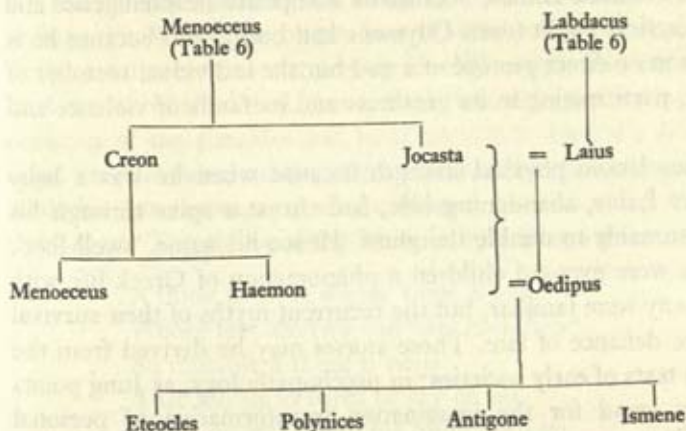 Menoeceus
(Table 6)
Labdacus
(Table 6)
Creon
Jocasta
= Laius
Menoeceus
Haemon
=Oedipus
Eteocles
Polynices
Antigone
Ismene